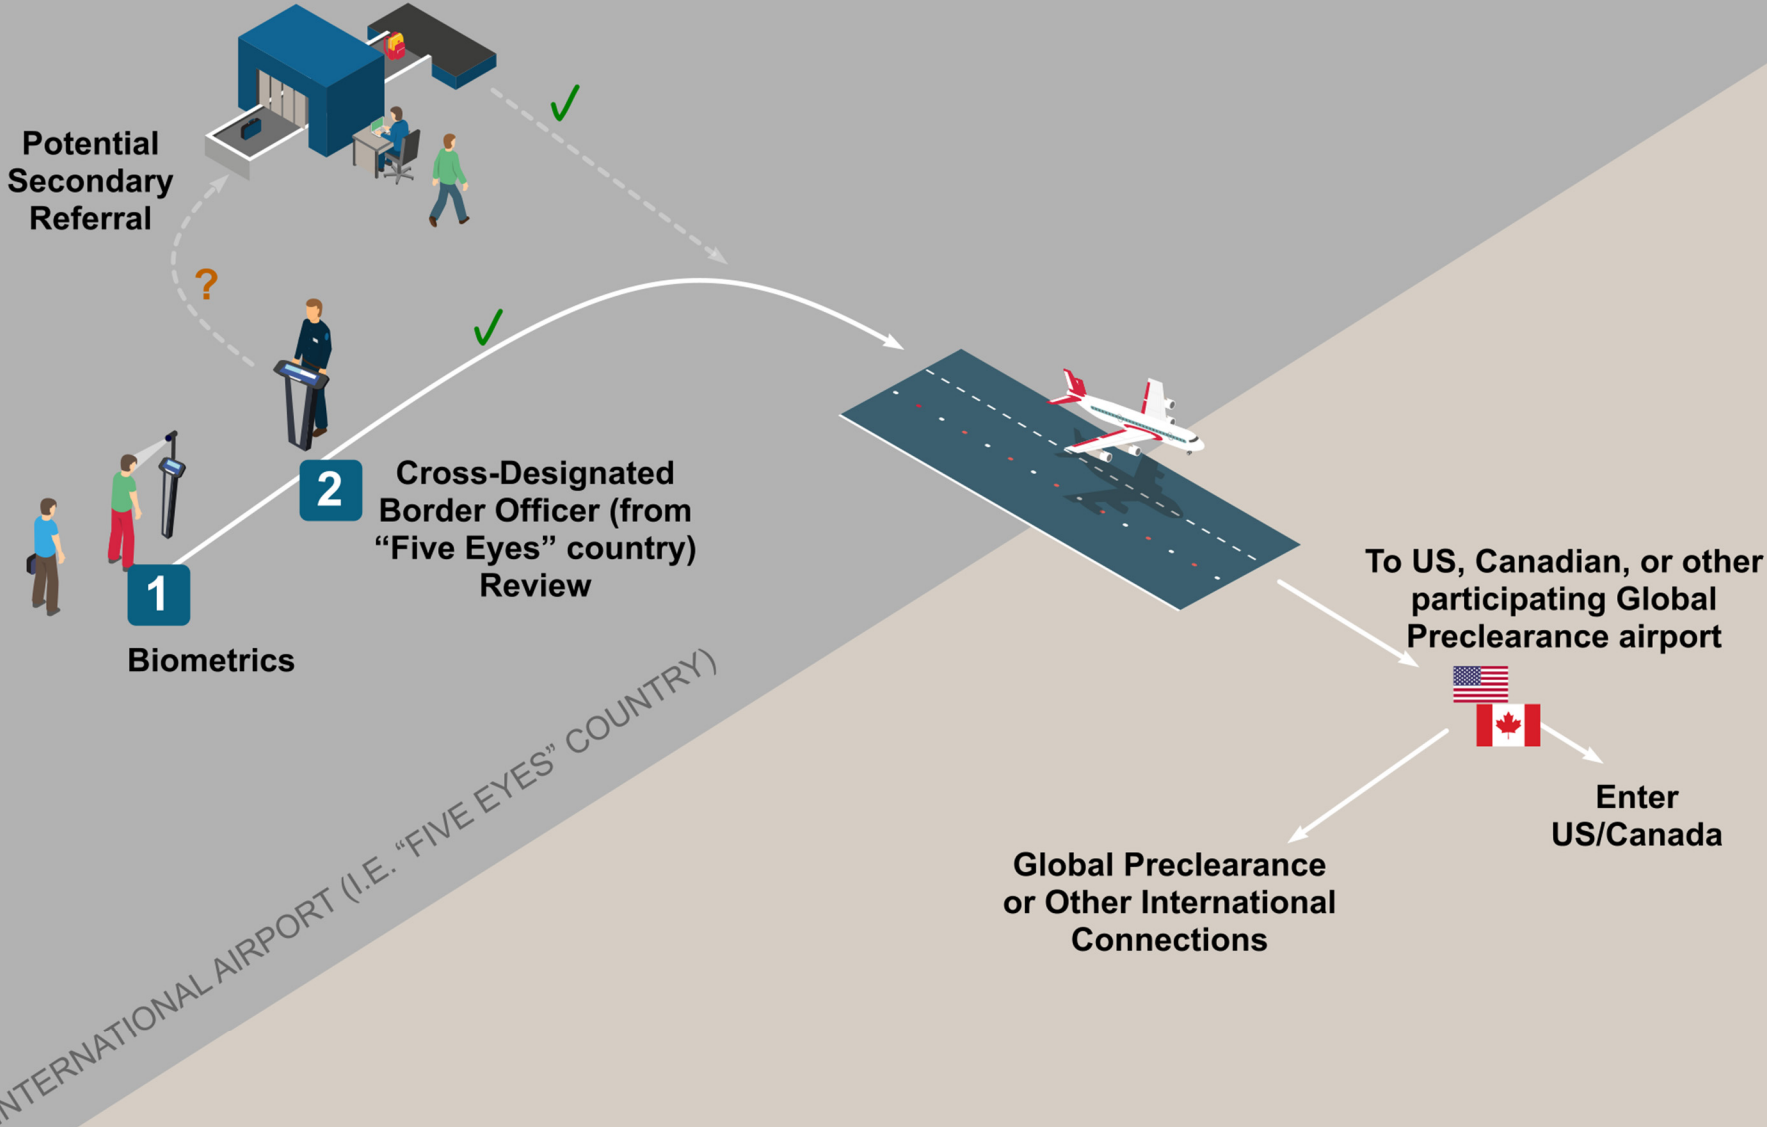 Potential
Secondary
Referral
?
2
Cross-Designated
Border Officer (from
“Five Eyes” country)
Review
1
Biometrics
INTERNATIONAL AIRPORT (I.E. “FIVE EYES” COUNTRY)
To US, Canadian, or other
participating Global
Preclearance airport
Enter
US/Canada
Global Preclearance
or Other International
Connections